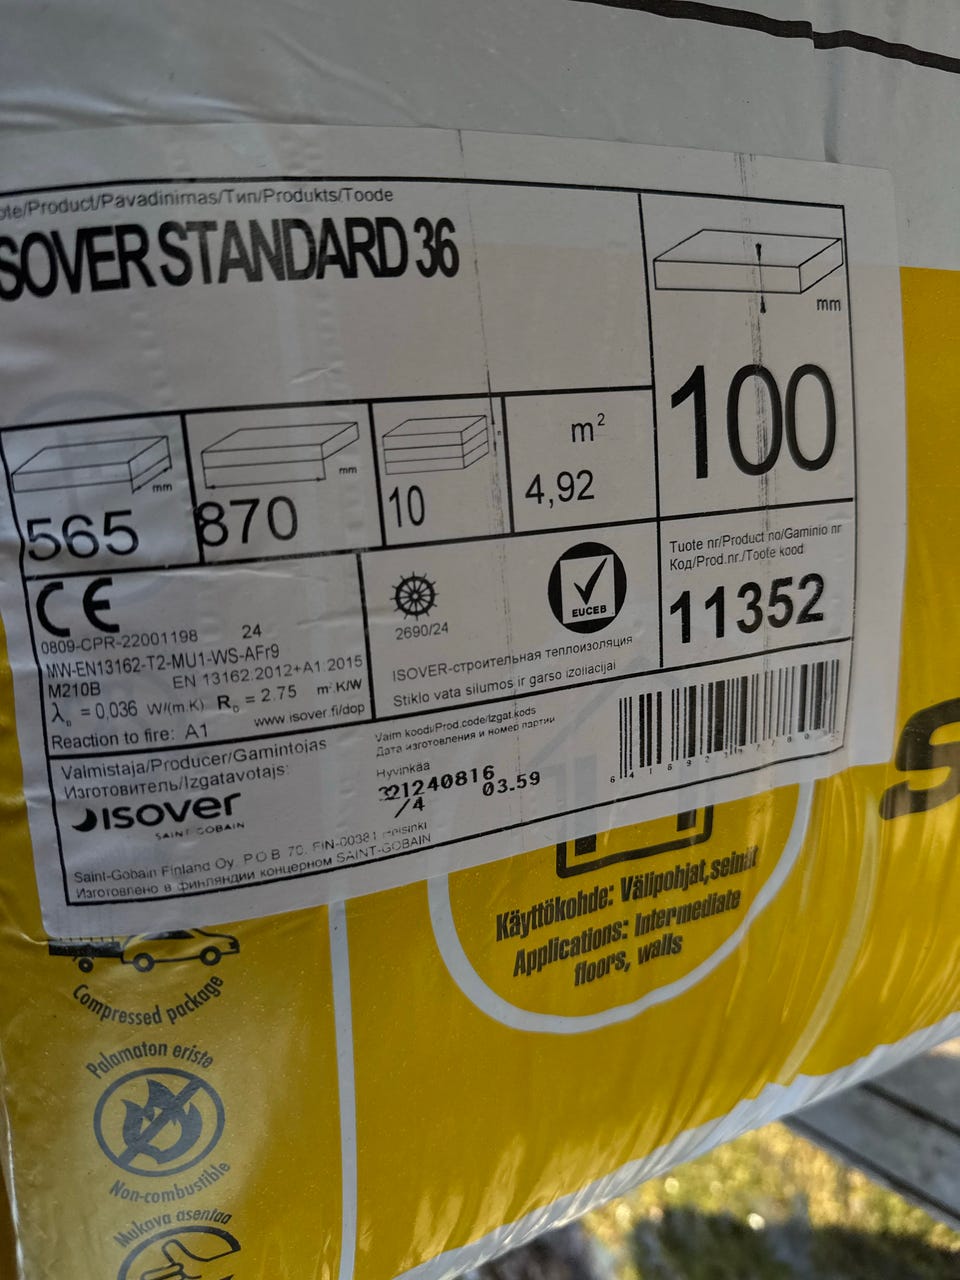 /Product/Pavadinimas/Тип/Produkts/Toode
SOVER STANDARD 36
mm
100
mm
565
mm
870
10
m²
4,92
CE
0809-CPR-22001198 24
MW-EN13162-T2-MU1-WS-AFr9
M210B EN 13162:2012+A1:2015
λD = 0,036 W/(m.K) RD = 2.75 m².K/W
Reaction to fire: A1 www.isover.fi/dop
2690/24
EUCEB
ISOVER-строительная теплоизоляция
Stiklo vata šilumos ir garso izoliacijai
Tuote nr/Product no/Gaminio nr
Код/Prod.nr./Toote kood
11352
Valmistaja/Producer/Gamintojas
Изготовитель/Izgatavotajs:
ISOVER
SAINT-GOBAIN
Valm koodi/Prod.code/Izgat.kods
Дата изготовления и номер партии
Hyvinkää
321240816 03.59
/4
Saint-Gobain Finland Oy, P O B 70, FIN-00381 Helsinki
Изготовлено в Финляндии концерном SAINT-GOBAIN
Käyttökohde: Välipohjat, seinät
Applications: Intermediate
floors, walls
S
Compressed package
Palamaton eriste
Non-combustible
Mukava asentaa